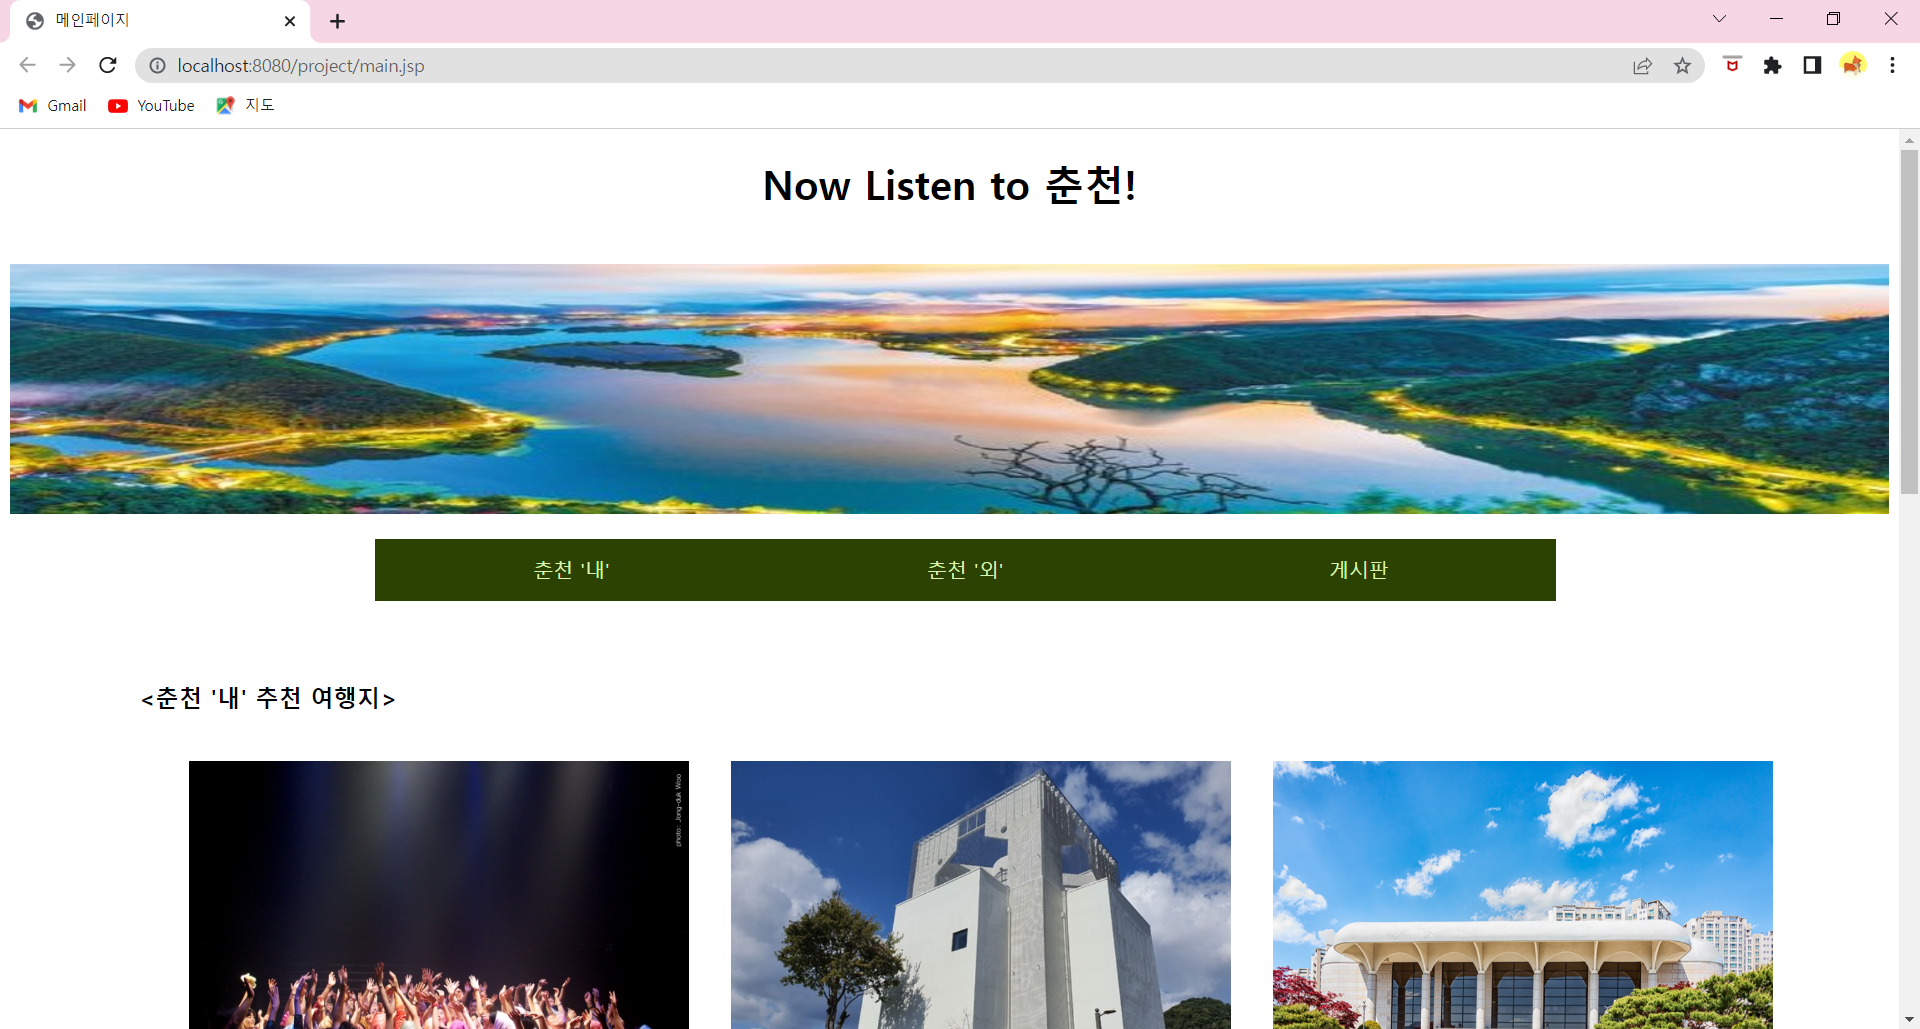 메인페이지
localhost:8080/project/main.jsp
Gmail YouTube 지도
Now Listen to 춘천!
춘천 '내' 춘천 '외' 게시판
<춘천 '내' 추천 여행지>
photo : Jong-duk Woo